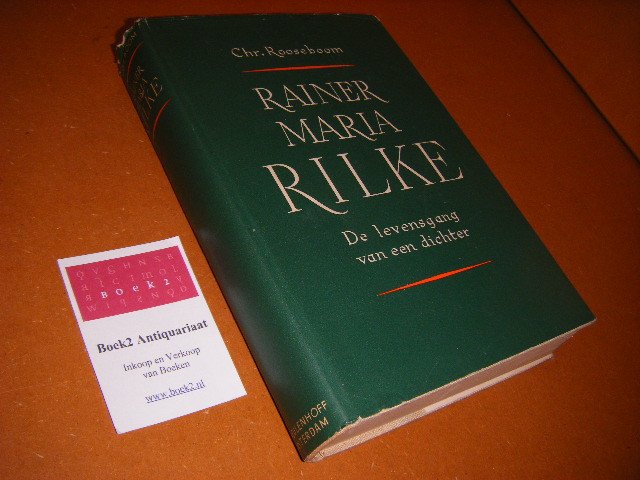 Chr. Rooseboom
RAINER
MARIA
RILKE
De levensgang
van een dichter
BOEK2
Boek2 Antiquariaat
Inkoop en Verkoop
van Boeken
www.boek2.nl